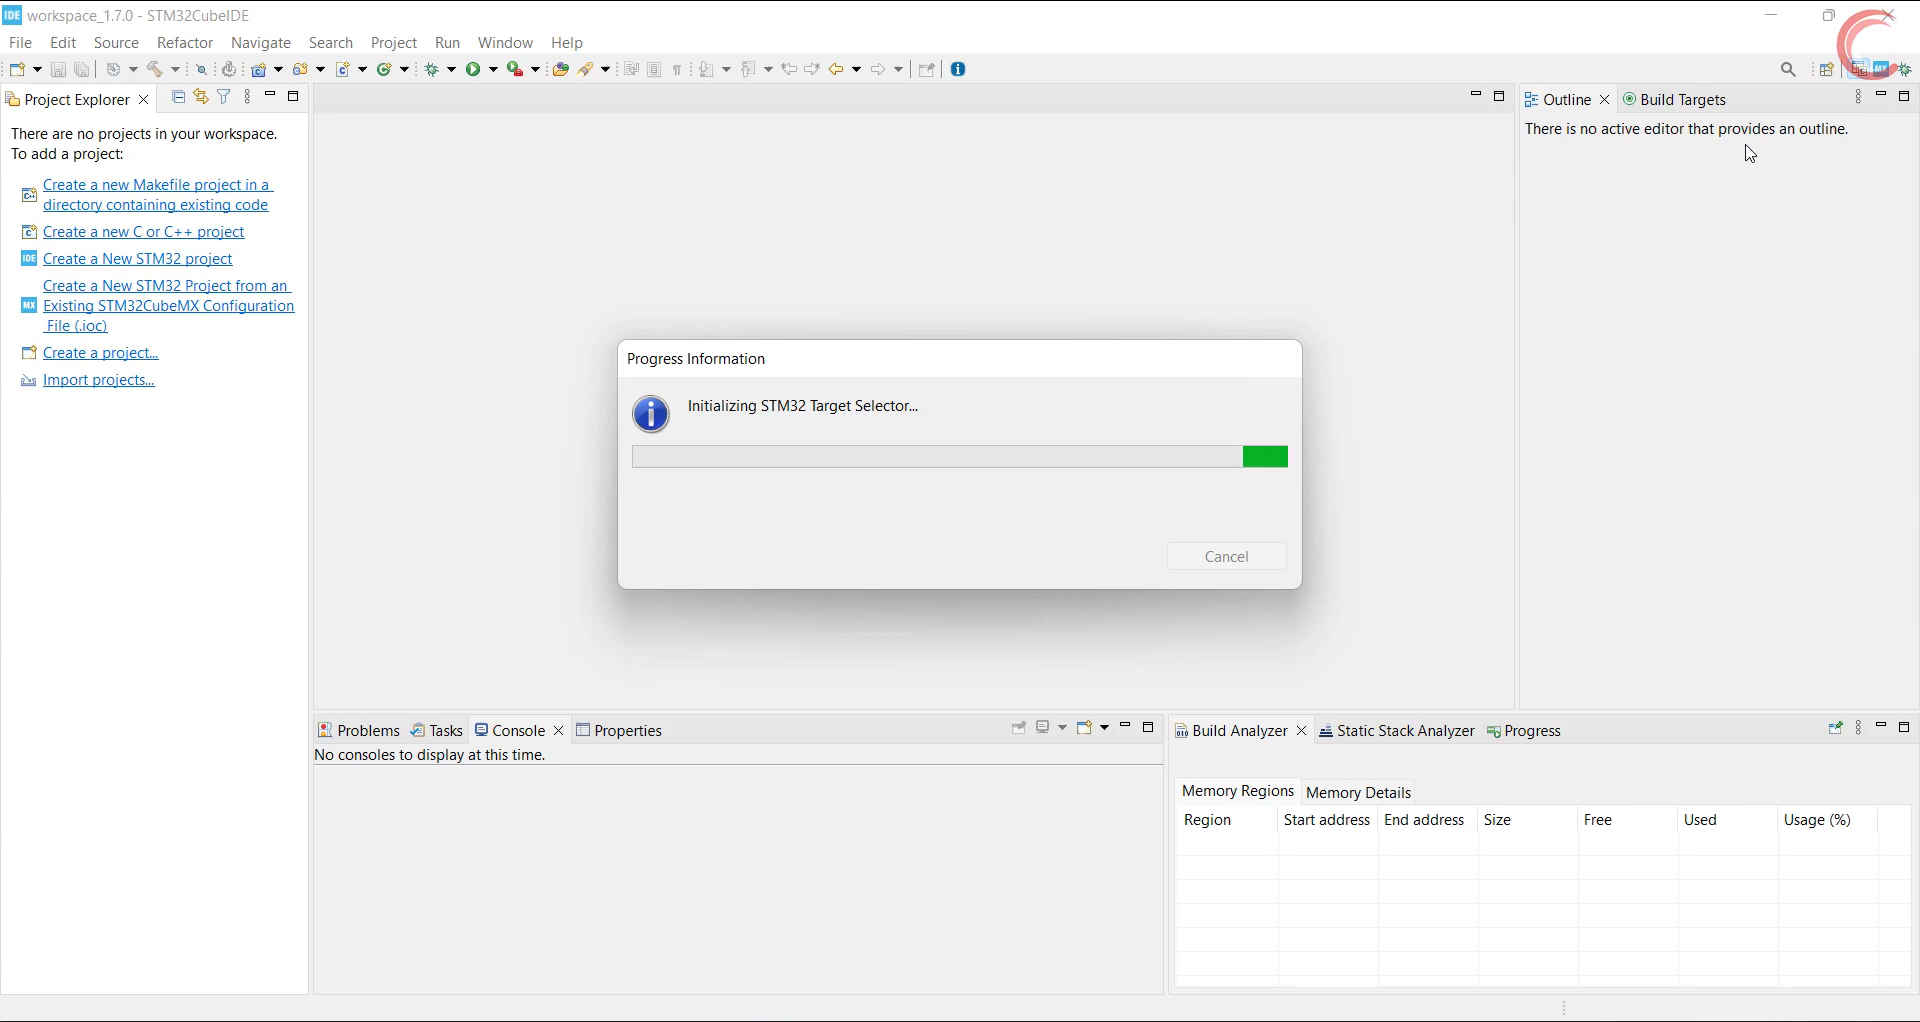 IDE workspace_1.7.0 - STM32CubeIDE
File Edit Source Refactor Navigate Search Project Run Window Help
Project Explorer
There are no projects in your workspace.
To add a project:
Create a new Makefile project in a
directory containing existing code
Create a new C or C++ project
IDE Create a New STM32 project
Create a New STM32 Project from an
MX Existing STM32CubeMX Configuration
File (.ioc)
Create a project...
Import projects...
Progress Information
Initializing STM32 Target Selector...
Cancel
Outline Build Targets
There is no active editor that provides an outline.
Problems Tasks Console Properties
No consoles to display at this time.
Build Analyzer Static Stack Analyzer Progress
Memory Regions Memory Details
Region Start address End address Size Free Used Usage (%)